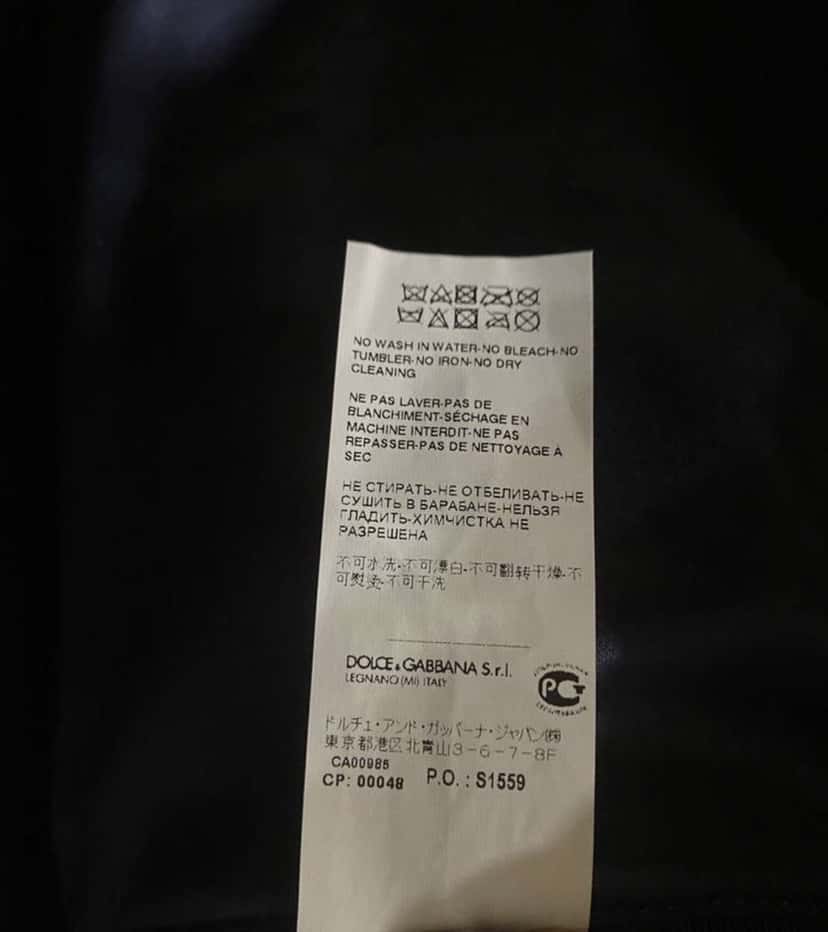 NO WASH IN WATER-NO BLEACH-NO
TUMBLER-NO IRON-NO DRY
CLEANING
NE PAS LAVER-PAS DE
BLANCHIMENT-SÉCHAGE EN
MACHINE INTERDIT-NE PAS
REPASSER-PAS DE NETTOYAGE À
SEC
НЕ СТИРАТЬ-НЕ ОТБЕЛИВАТЬ-НЕ
СУШИТЬ В БАРАБАНЕ-НЕЛЬЗЯ
ГЛАДИТЬ-ХИМЧИСТКА НЕ
РАЗРЕШЕНА
不可水洗-不可漂白-不可翻转干燥-不
可熨烫-不可干洗
DOLCE & GABBANA S.r.l.
LEGNANO (MI) ITALY
РСТ
ドルチェ・アンド・ガッバーナ・ジャパン㈱
東京都港区北青山3-6-7-8F
CA00985
CP: 00048 P.O. : S1559